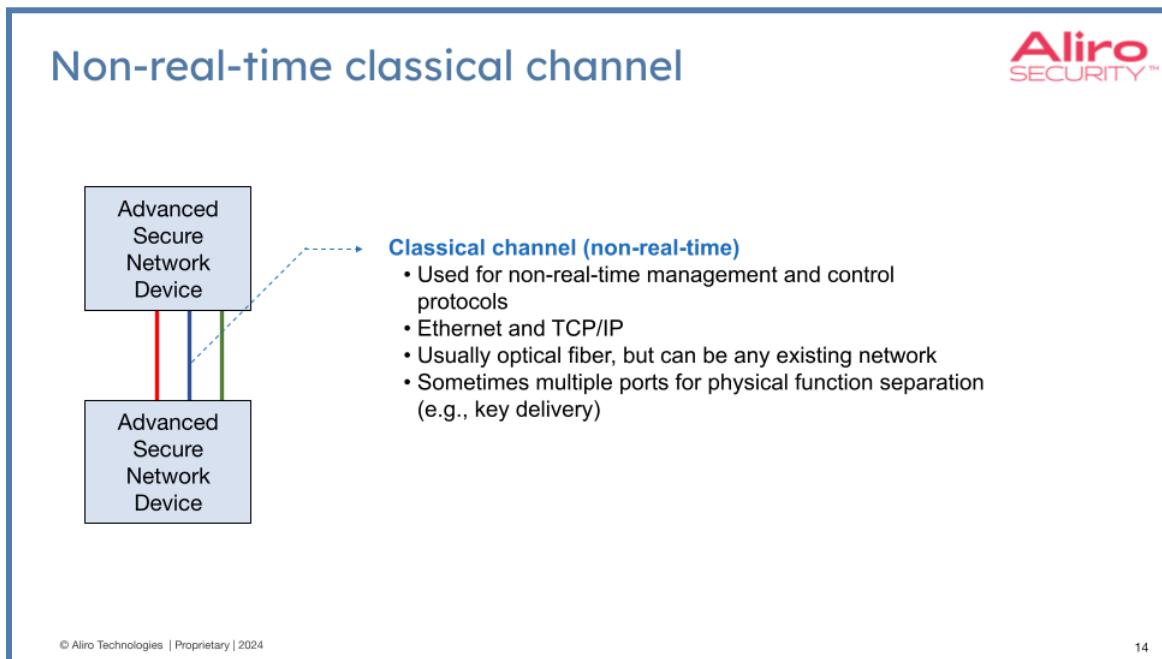 Non-real-time classical channel
Aliro
SECURITY™
Advanced
Secure
Network
Device
Classical channel (non-real-time)
• Used for non-real-time management and control
protocols
• Ethernet and TCP/IP
• Usually optical fiber, but can be any existing network
• Sometimes multiple ports for physical function separation
(e.g., key delivery)
Advanced
Secure
Network
Device
© Aliro Technologies | Proprietary | 2024
14